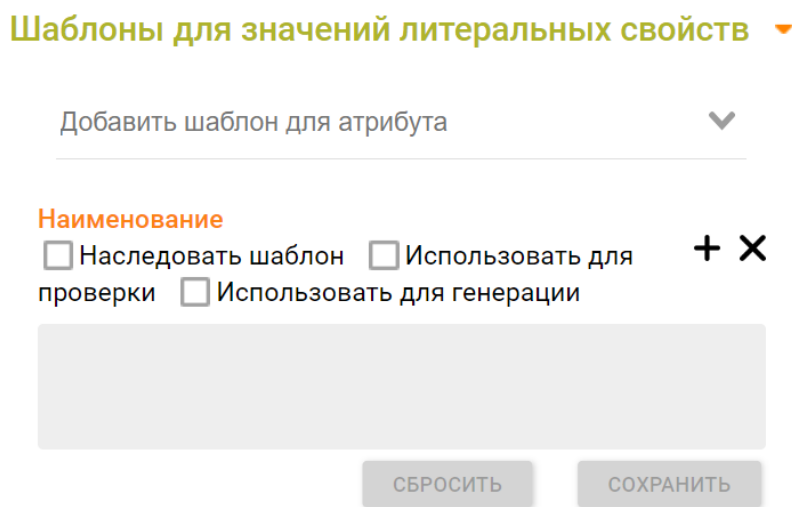 Шаблоны для значений литеральных свойств
Добавить шаблон для атрибута
Наименование
Наследовать шаблон Использовать для
проверки Использовать для генерации
СБРОСИТЬ СОХРАНИТЬ